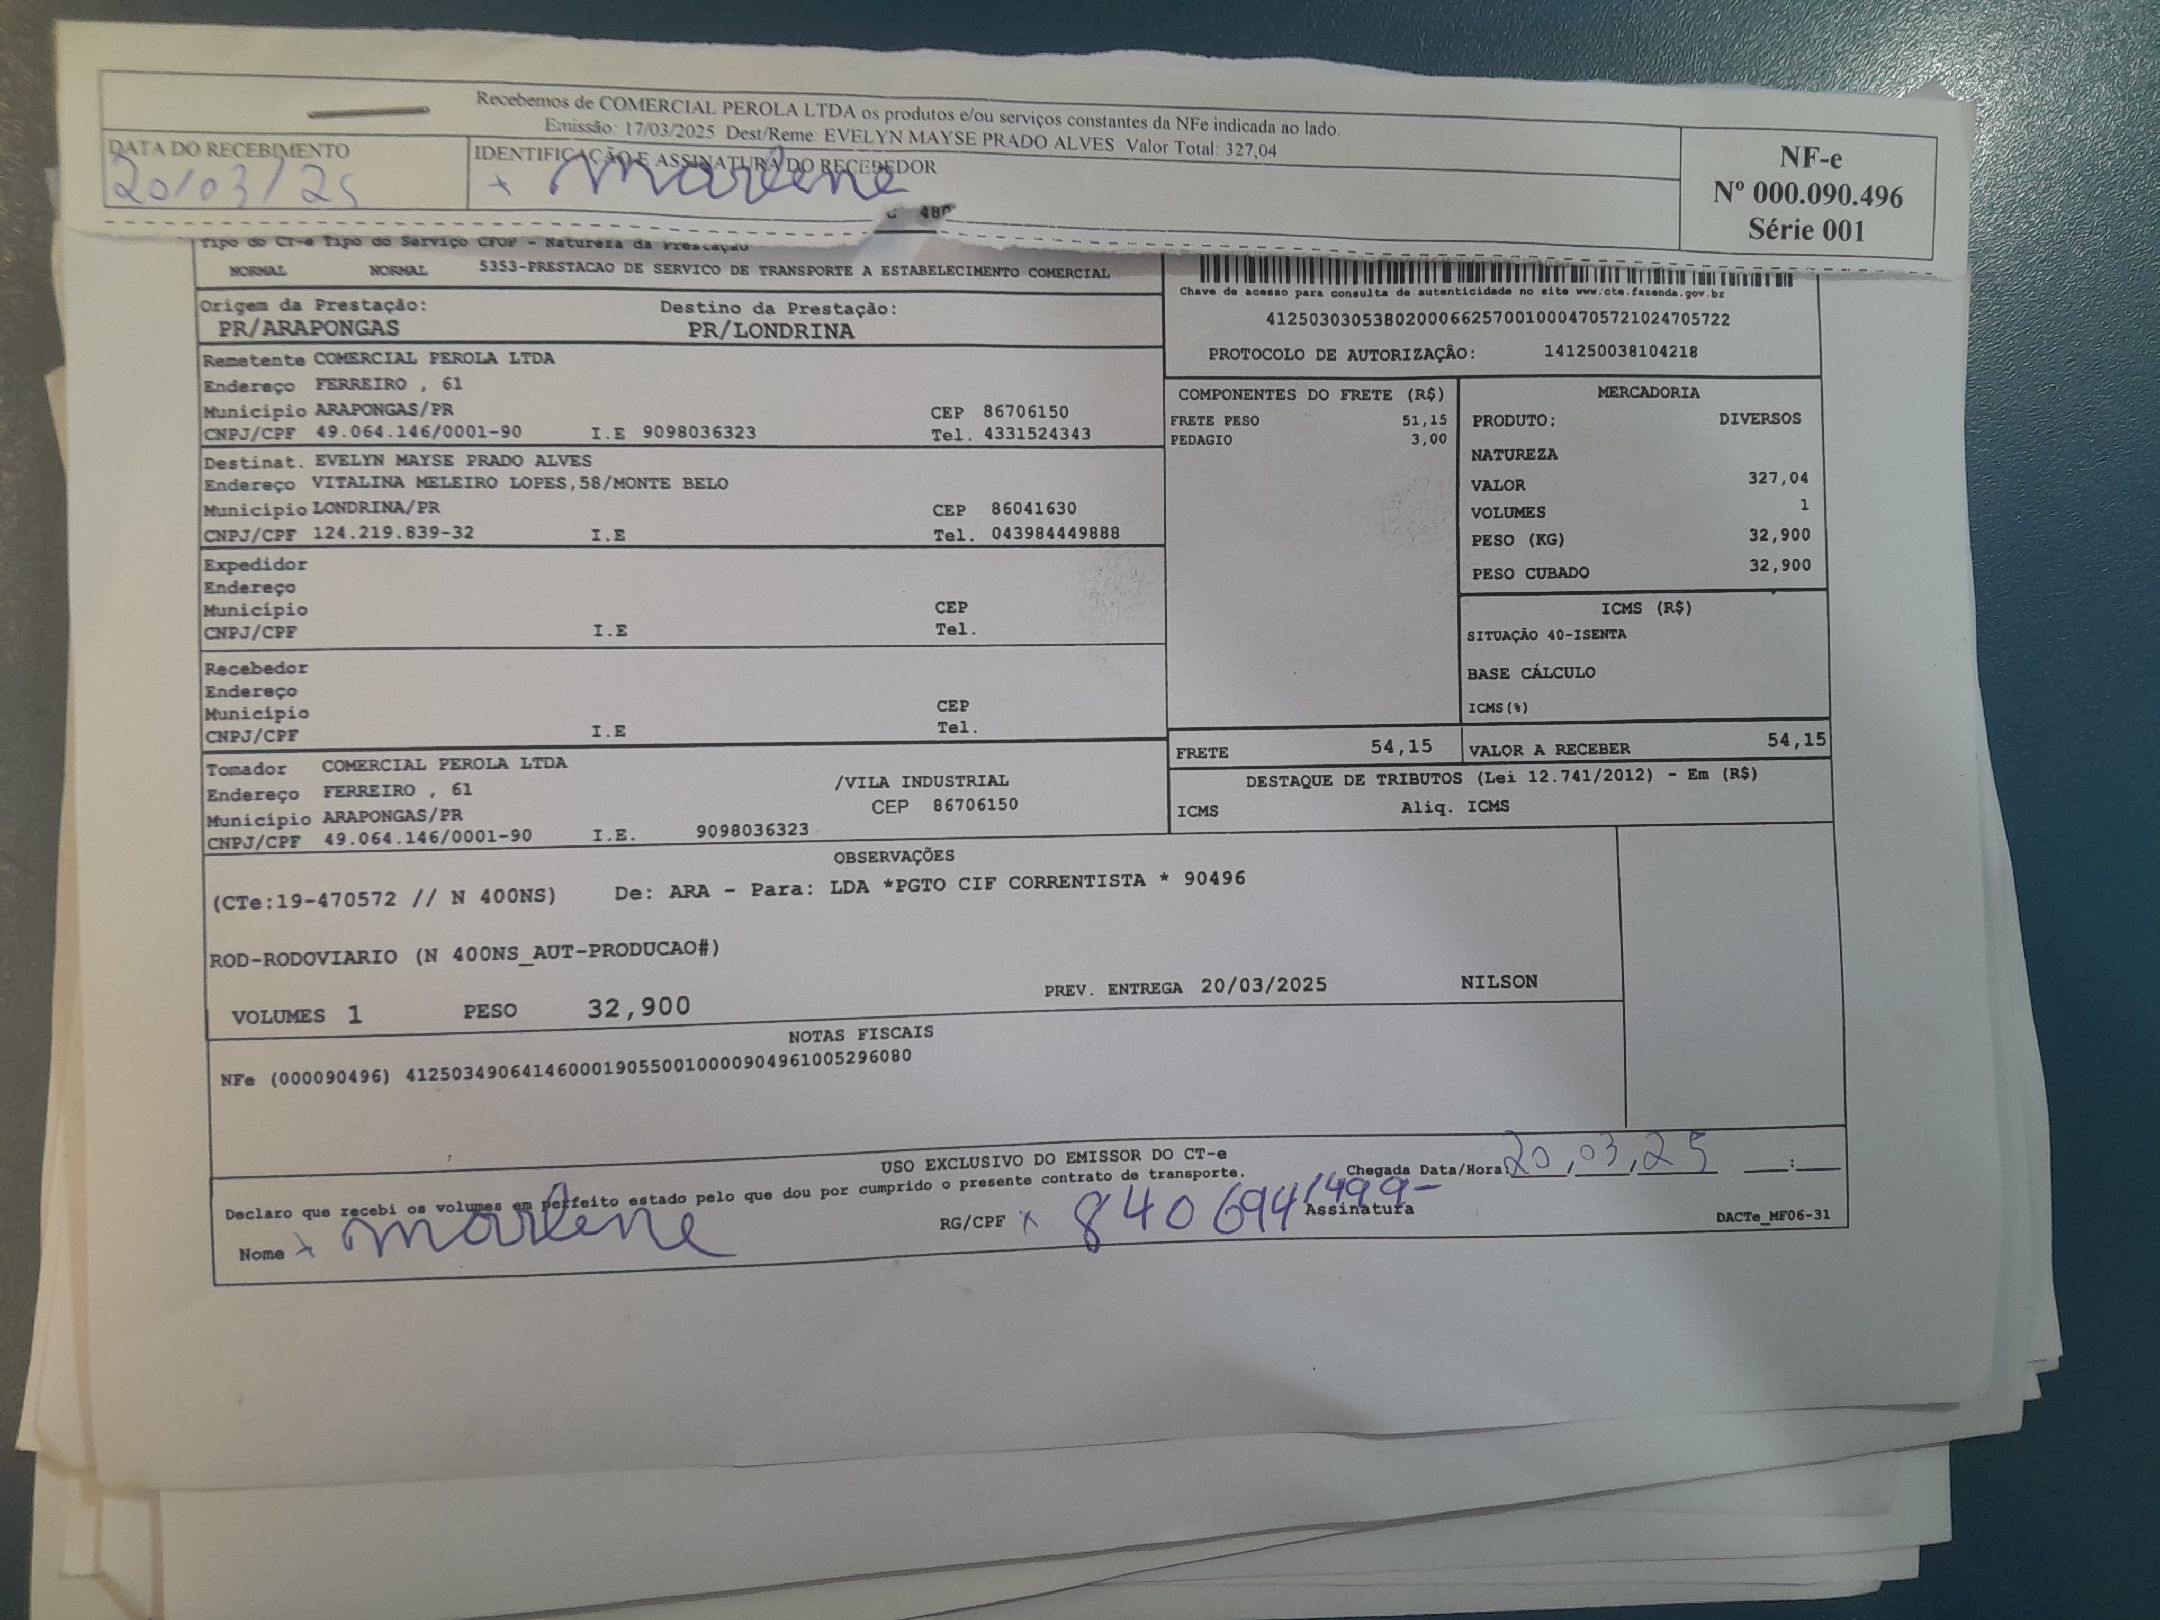 Recebemos de COMERCIAL PEROLA LTDA os produtos e/ou serviços constantes da NFe indicada ao lado.
Emissão: 17/03/2025 Dest/Reme: EVELYN MAYSE PRADO ALVES Valor Total: 327,04
DATA DO RECEBIMENTO
20/03/25
IDENTIFICAÇÃO E ASSINATURA DO RECEBEDOR
x Marlene
NF-e
Nº 000.090.496
Série 001
Tipo do CT-e Tipo do Serviço CFOP - Natureza da Prestação
NORMAL NORMAL 5353-PRESTACAO DE SERVICO DE TRANSPORTE A ESTABELECIMENTO COMERCIAL
Origem da Prestação: Destino da Prestação:
PR/ARAPONGAS PR/LONDRINA
Chave de acesso para consulta de autenticidade no site www.cte.fazenda.gov.br
41250303053802000662570010004705721024705722
PROTOCOLO DE AUTORIZAÇÃO: 141250038104218
Remetente COMERCIAL PEROLA LTDA
Endereço FERREIRO , 61
Município ARAPONGAS/PR CEP 86706150
CNPJ/CPF 49.064.146/0001-90 I.E 9098036323 Tel. 4331524343
Destinat. EVELYN MAYSE PRADO ALVES
Endereço VITALINA MELEIRO LOPES,58/MONTE BELO
Município LONDRINA/PR CEP 86041630
CNPJ/CPF 124.219.839-32 I.E Tel. 043984449888
Expedidor
Endereço
Município CEP
CNPJ/CPF I.E Tel.
Recebedor
Endereço
Município CEP
CNPJ/CPF I.E Tel.
Tomador COMERCIAL PEROLA LTDA
Endereço FERREIRO , 61 /VILA INDUSTRIAL
Município ARAPONGAS/PR CEP 86706150
CNPJ/CPF 49.064.146/0001-90 I.E. 9098036323
COMPONENTES DO FRETE (R$)
FRETE PESO 51,15
PEDAGIO 3,00
MERCADORIA
PRODUTO: DIVERSOS
NATUREZA
VALOR 327,04
VOLUMES 1
PESO (KG) 32,900
PESO CUBADO 32,900
ICMS (R$)
SITUAÇÃO 40-ISENTA
BASE CÁLCULO
ICMS(%)
FRETE 54,15 VALOR A RECEBER 54,15
DESTAQUE DE TRIBUTOS (Lei 12.741/2012) - Em (R$)
ICMS Aliq. ICMS
OBSERVAÇÕES
(CTe:19-470572 // N 400NS) De: ARA - Para: LDA *PGTO CIF CORRENTISTA * 90496
ROD-RODOVIARIO (N 400NS_AUT-PRODUCAO#)
VOLUMES 1 PESO 32,900 PREV. ENTREGA 20/03/2025 NILSON
NOTAS FISCAIS
NFe (000090496) 41250349064146000190550010000904961005296080
USO EXCLUSIVO DO EMISSOR DO CT-e
Declaro que recebi os volumes em perfeito estado pelo que dou por cumprido o presente contrato de transporte.
Chegada Data/Hora 20,03,25 __:__
Nome x Marlene RG/CPF x 840694499- Assinatura
DACTe_MF06-31